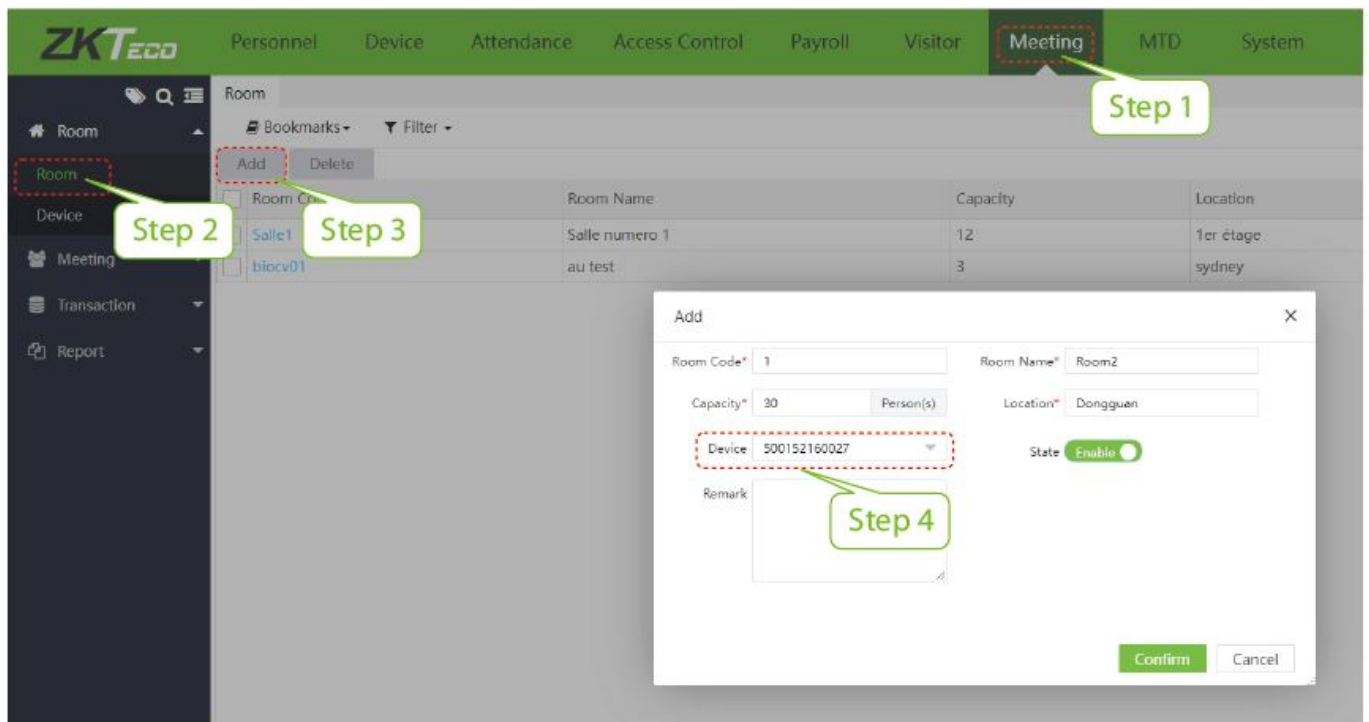 ZKTECO Personnel Device Attendance Access Control Payroll Visitor Meeting MTD System
Step 1
Room
Room
Bookmarks Filter
Add Delete
Room
Step 2
Step 3
Device
Meeting
Transaction
Report
Room Name Capacity Location
Salle1 Salle numero 1 12 1er étage
biocv01 au test 3 sydney
Add
Room Code* 1 Room Name* Room2
Capacity* 30 Person(s) Location* Dongguan
Device 500152160027 State Enable
Remark
Step 4
Confirm Cancel